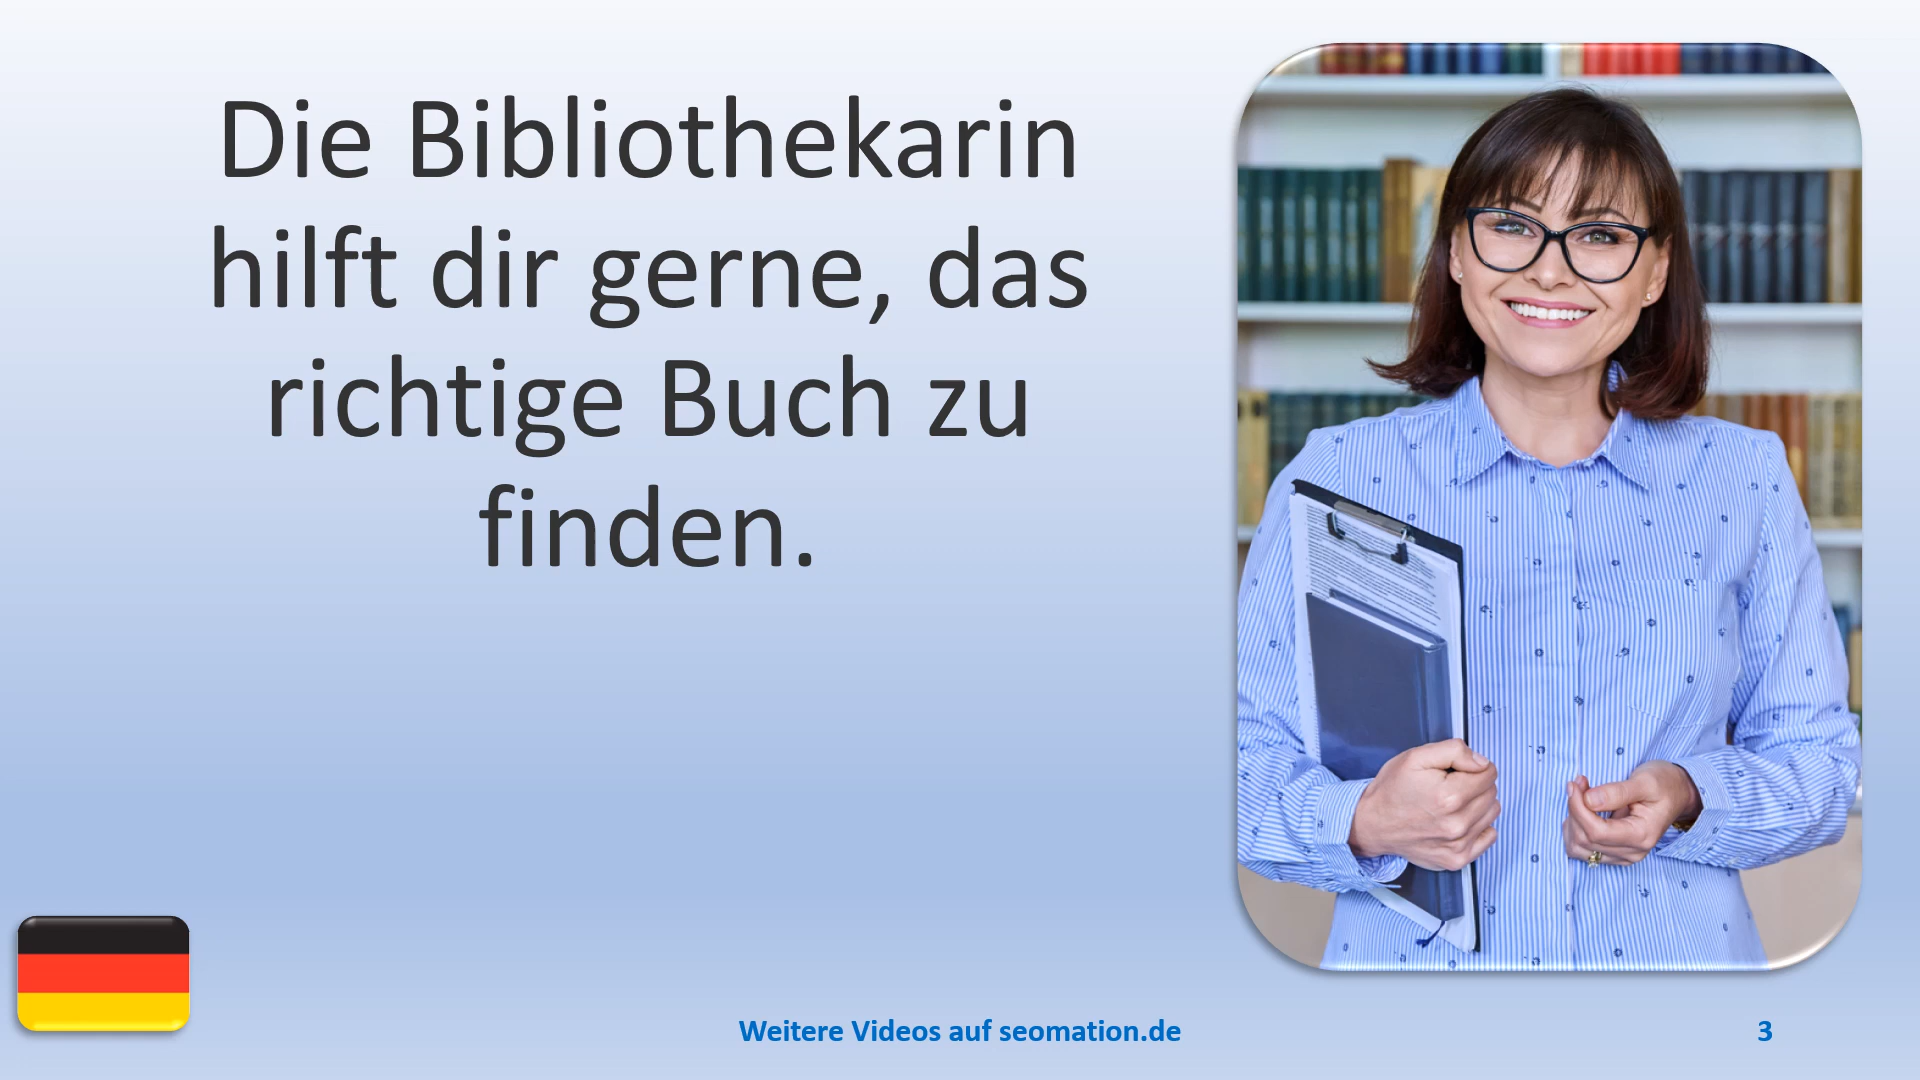 Die Bibliothekarin
hilft dir gerne, das
richtige Buch zu
finden.
Weitere Videos auf seomation.de
3